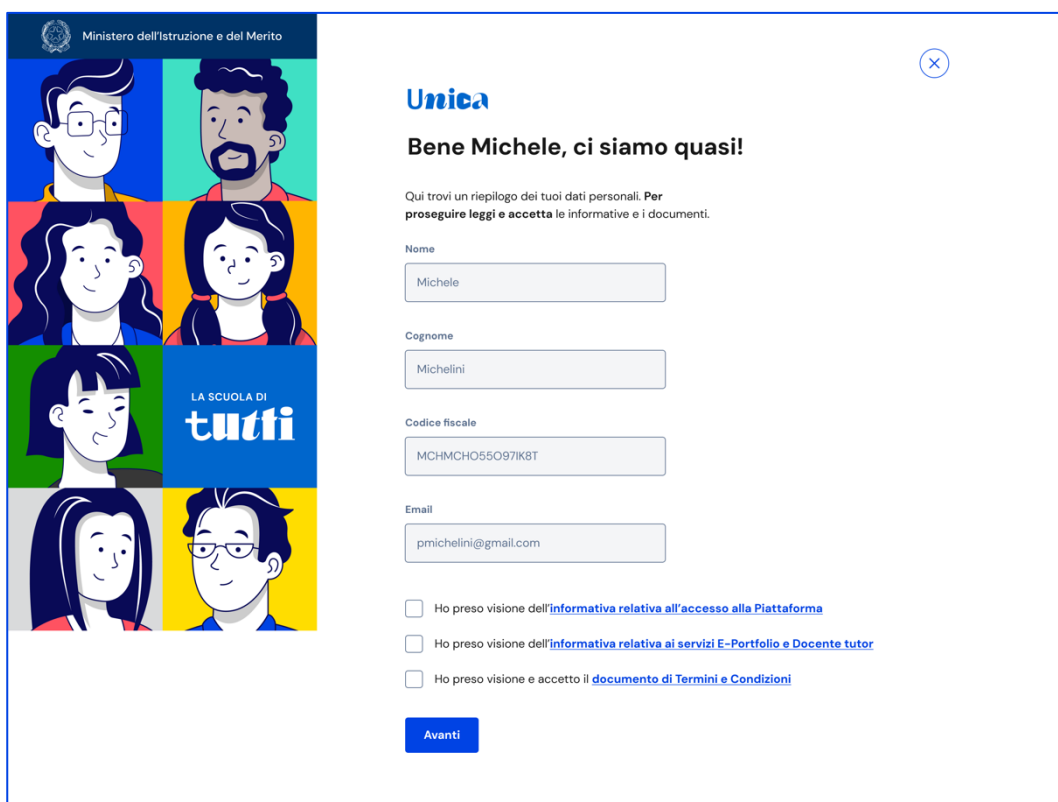 Ministero dell'Istruzione e del Merito
LA SCUOLA DI
tutti
Unica
Bene Michele, ci siamo quasi!
Qui trovi un riepilogo dei tuoi dati personali. Per
proseguire leggi e accetta le informative e i documenti.
Nome
Michele
Cognome
Michelini
Codice fiscale
MCHMCHO55O97IK8T
Email
pmichelini@gmail.com
Ho preso visione dell'informativa relativa all'accesso alla Piattaforma
Ho preso visione dell'informativa relativa ai servizi E-Portfolio e Docente tutor
Ho preso visione e accetto il documento di Termini e Condizioni
Avanti